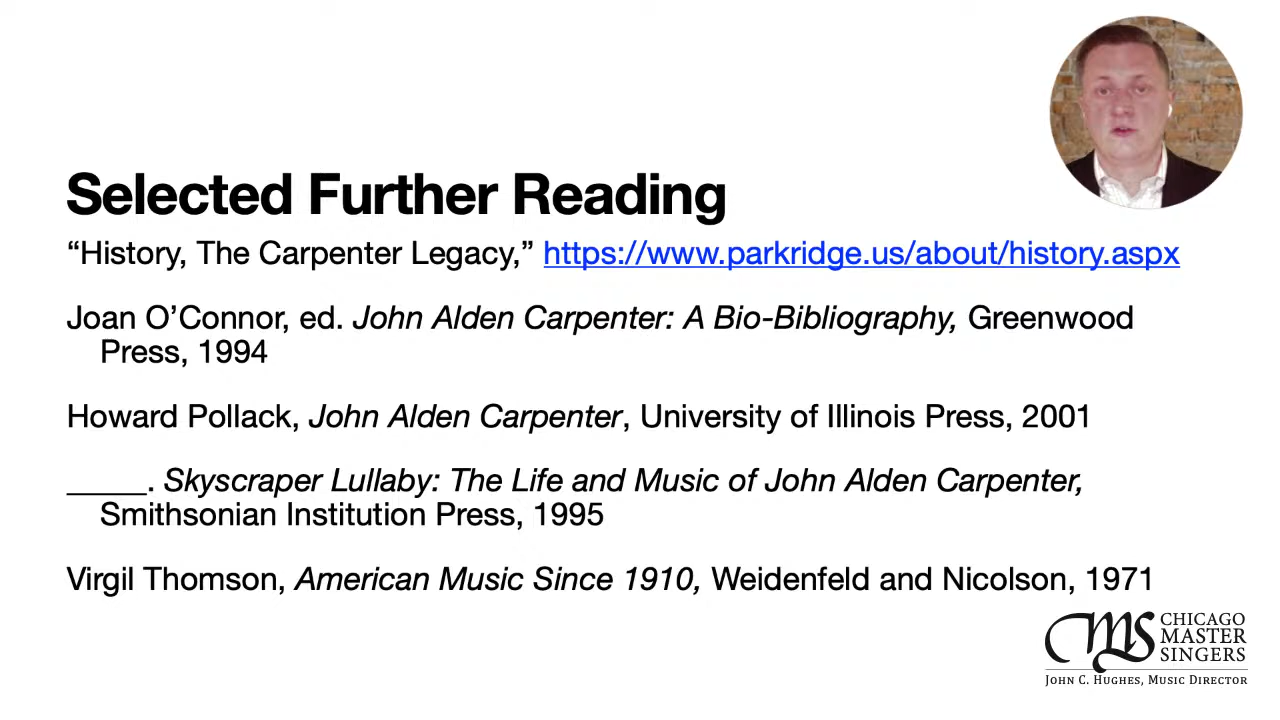 Selected Further Reading
“History, The Carpenter Legacy,” https://www.parkridge.us/about/history.aspx
Joan O’Connor, ed. John Alden Carpenter: A Bio-Bibliography, Greenwood
Press, 1994
Howard Pollack, John Alden Carpenter, University of Illinois Press, 2001
_____. Skyscraper Lullaby: The Life and Music of John Alden Carpenter,
Smithsonian Institution Press, 1995
Virgil Thomson, American Music Since 1910, Weidenfeld and Nicolson, 1971
CMS
CHICAGO
MASTER
SINGERS
JOHN C. HUGHES, MUSIC DIRECTOR